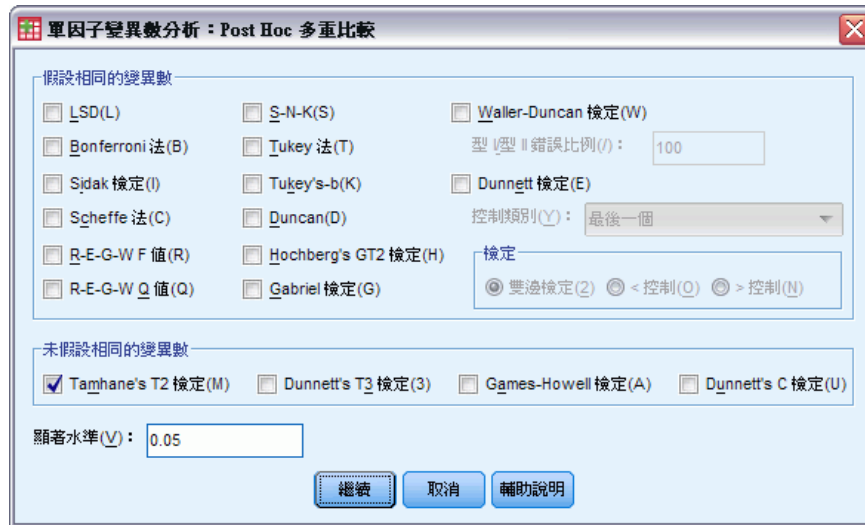 單因子變異數分析：Post Hoc 多重比較
假設相同的變異數
LSD(L) S-N-K(S) Waller-Duncan 檢定(W)
Bonferroni 法(B) Tukey 法(T) 型 I/型 II 錯誤比例(/)： 100
Sidak 檢定(I) Tukey's-b(K) Dunnett 檢定(E)
Scheffe 法(C) Duncan(D) 控制類別(Y)： 最後一個
R-E-G-W F 值(R) Hochberg's GT2 檢定(H) 檢定
R-E-G-W Q 值(Q) Gabriel 檢定(G) 雙邊檢定(2) < 控制(O) > 控制(N)
未假設相同的變異數
Tamhane's T2 檢定(M) Dunnett's T3 檢定(3) Games-Howell 檢定(A) Dunnett's C 檢定(U)
顯著水準(V)： 0.05
繼續 取消 輔助說明